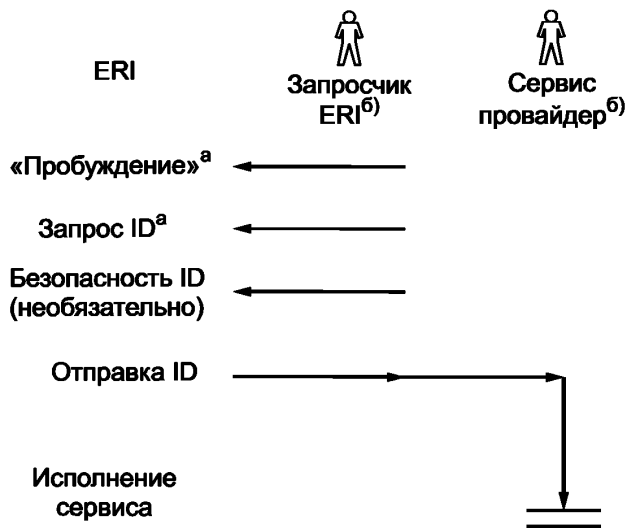 ERI
Запросчик
ERIб)
Сервис
провайдерб)
«Пробуждение»а
Запрос IDа
Безопасность ID
(необязательно)
Отправка ID
Исполнение
сервиса